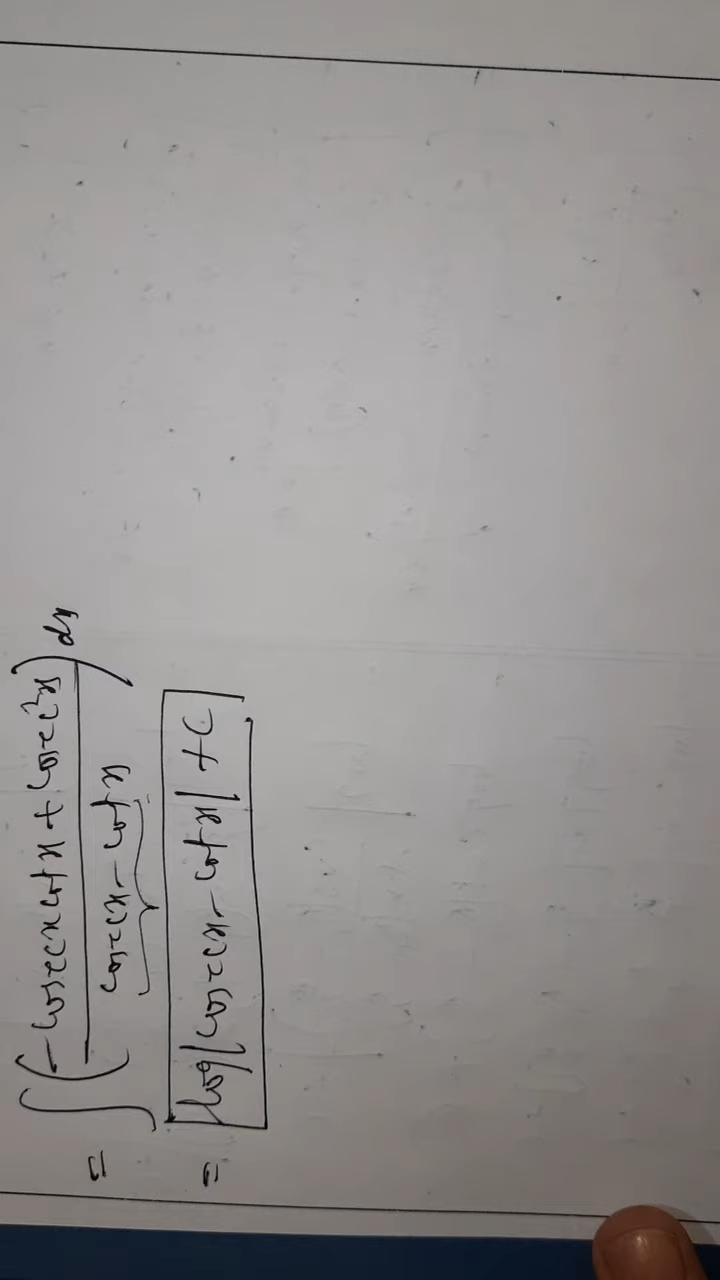 = ∫ (-cosecx cotx + cosec²x / cosecx - cotx) dx
= log|cosecx - cotx| + C